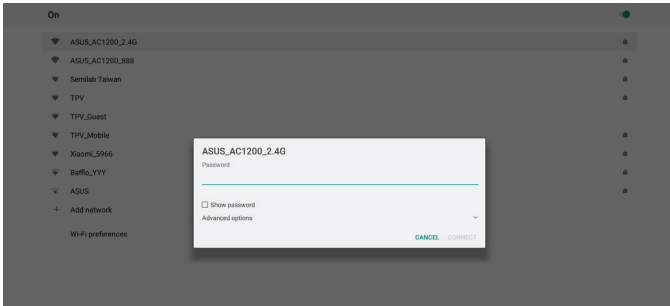 On
ASUS_AC1200_2.4G
ASUS_AC1200_888
Semilab Taiwan
TPV
TPV_Guest
TPV_Mobile
Xiaomi_5966
Baffio_YYY
ASUS
+ Add network
Wi-Fi preferences
ASUS_AC1200_2.4G
Password
Show password
Advanced options
CANCEL CONNECT